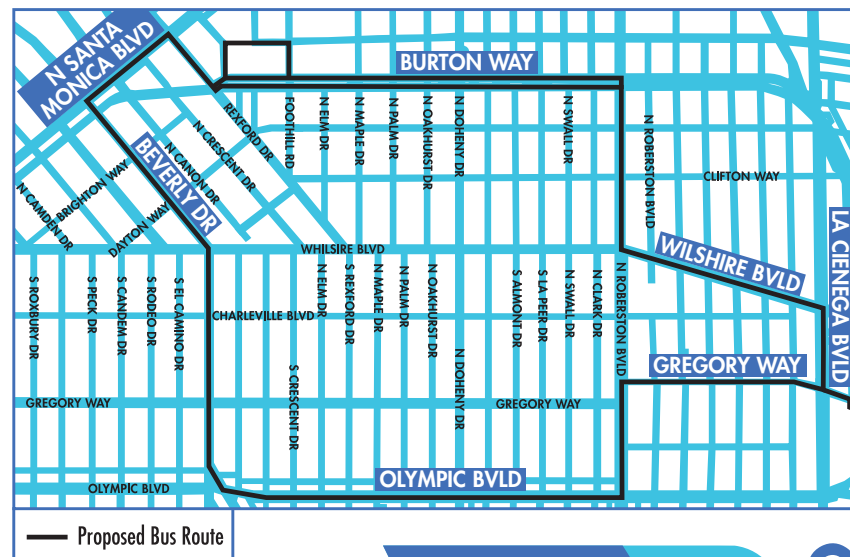 N SANTA
MONICA BLVD
BURTON WAY
REXFORD DR
FOOTHILL RD
N ELM DR
N MAPLE DR
N PALM DR
N OAKHURST DR
N DOHENY DR
N SWALL DR
N ROBERSTON BVLD
CLIFTON WAY
N CRESCENT DR
N CANON DR
BEVERLY DR
BRIGHTON WAY
DAYTON WAY
N CAMDEN DR
LA CIENEGA BVLD
WHILSIRE BLVD
WILSHIRE BVLD
S ROXBURY DR
S PECK DR
S CANDEM DR
S RODEO DR
S EL CAMINO DR
CHARLEVILLE BLVD
S CRESCENT DR
N ELM DR
S REXFORD DR
N MAPLE DR
N PALM DR
N OAKHURST DR
N DOHENY DR
S ALMONT DR
S LA PEER DR
N SWALL DR
N CLARK DR
N ROBERSTON BVLD
GREGORY WAY
GREGORY WAY
GREGORY WAY
OLYMPIC BVLD
OLYMPIC BLVD
Proposed Bus Route